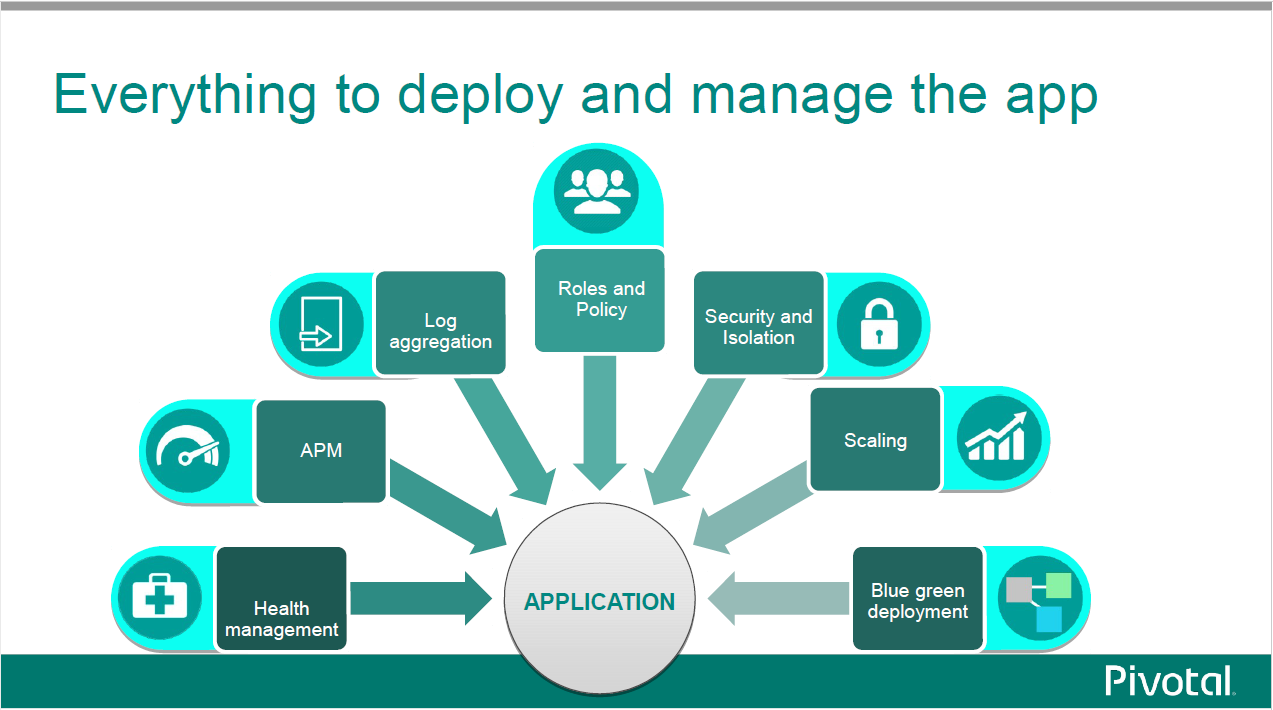 Everything to deploy and manage the app
Roles and
Policy
Log
aggregation
Security and
Isolation
APM
Scaling
Health
management
APPLICATION
Blue green
deployment
Pivotal